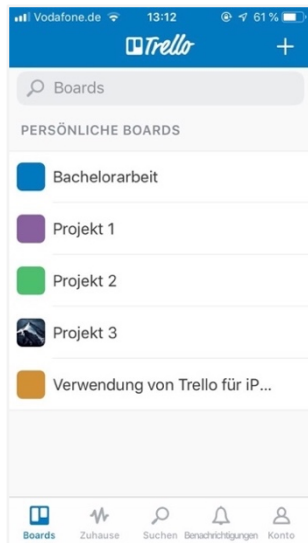 Vodafone.de 13:12 61 %
Trello +
Boards
PERSÖNLICHE BOARDS
Bachelorarbeit
Projekt 1
Projekt 2
Projekt 3
Verwendung von Trello für iP...
Boards Zuhause Suchen Benachrichtigungen Konto